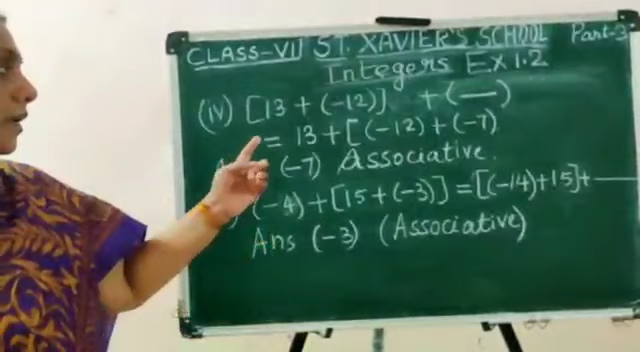 CLASS-VII ST. XAVIER'S SCHOOL Part-3
Integers EX 1.2
(iv) [13 + (-12)] + (—)
= 13 + [(-12) + (-7)
(-7) Associative.
(-4) + [15 + (-3)] = [(-14) + 15] + —
Ans (-3) (Associative)